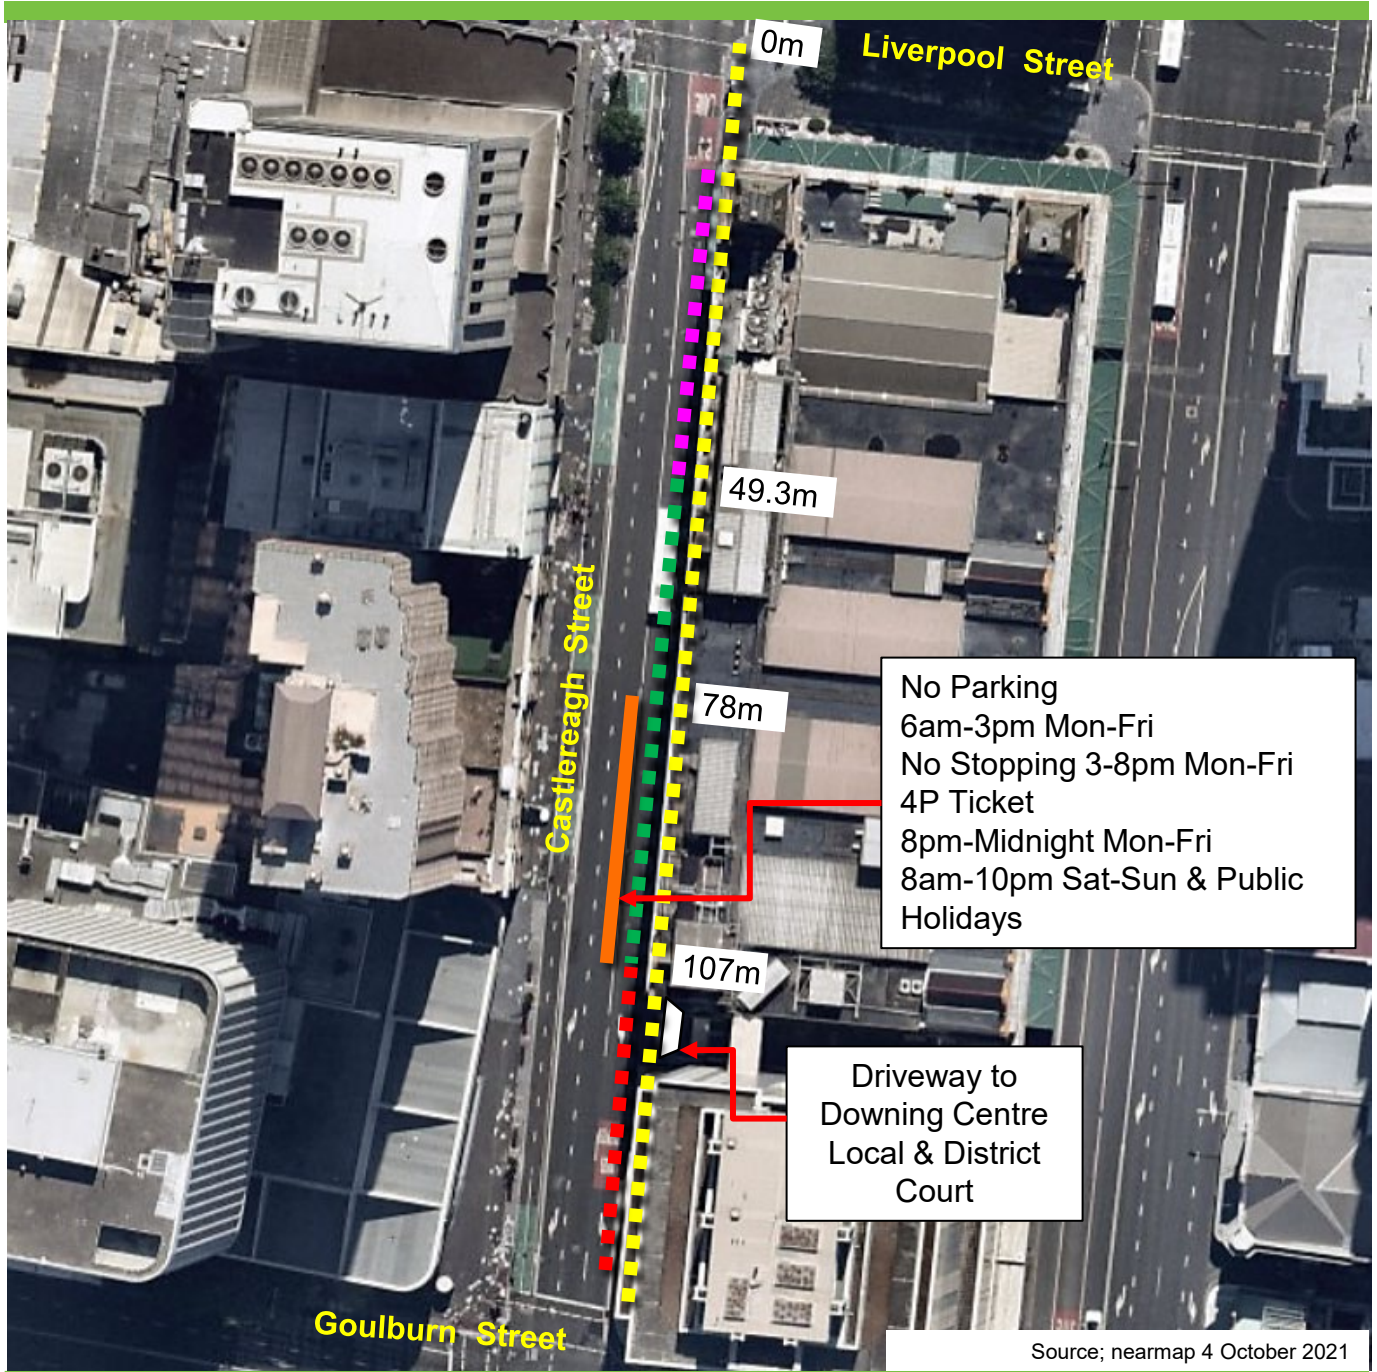 0m
Liverpool Street
49.3m
Castlereagh Street
78m
No Parking
6am-3pm Mon-Fri
No Stopping 3-8pm Mon-Fri
4P Ticket
8pm-Midnight Mon-Fri
8am-10pm Sat-Sun & Public
Holidays
107m
Driveway to
Downing Centre
Local & District
Court
Goulburn Street
Source; nearmap 4 October 2021